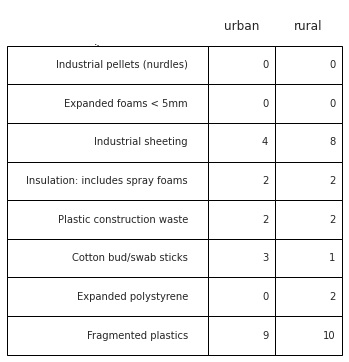 urban rural
Industrial pellets (nurdles) 0 0
Expanded foams < 5mm 0 0
Industrial sheeting 4 8
Insulation: includes spray foams 2 2
Plastic construction waste 2 2
Cotton bud/swab sticks 3 1
Expanded polystyrene 0 2
Fragmented plastics 9 10